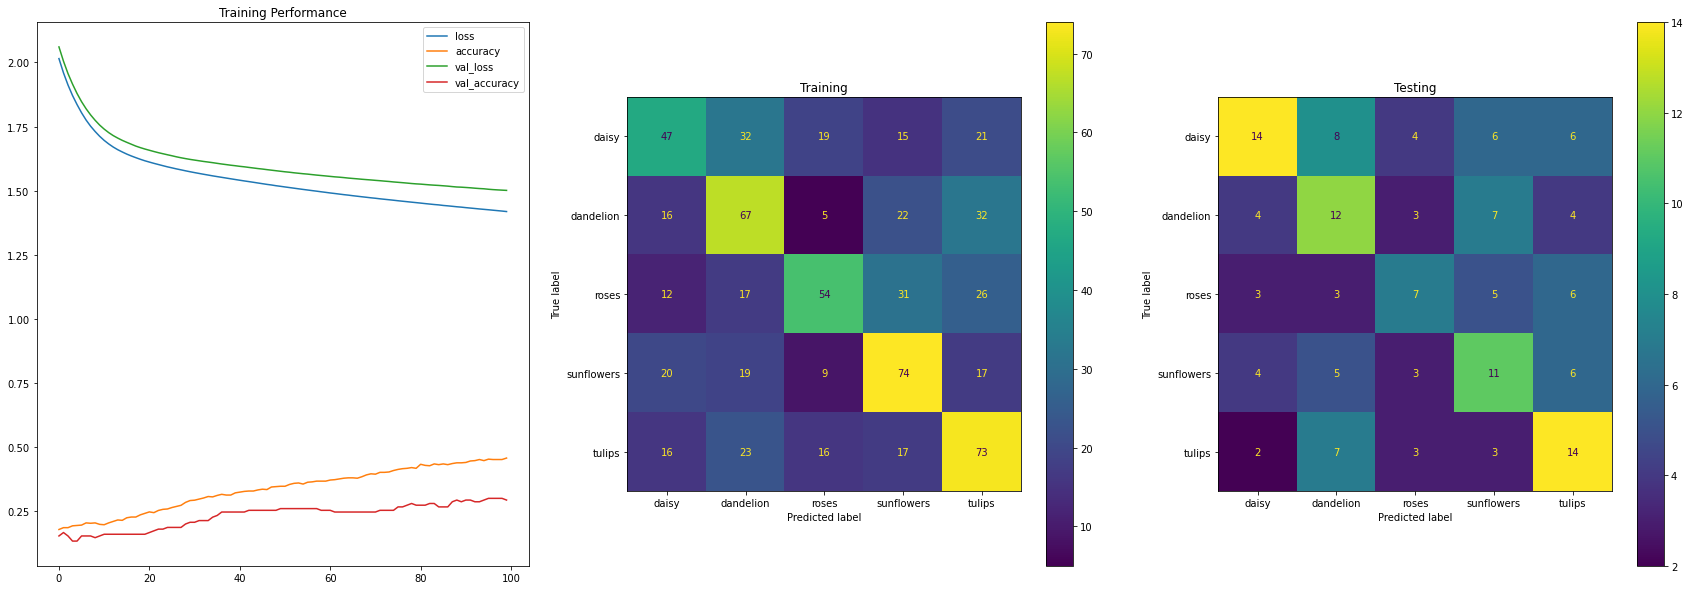 Training Performance
loss
accuracy
val_loss
val_accuracy
2.00
1.75
1.50
1.25
1.00
0.75
0.50
0.25
0 20 40 60 80 100
Training
True label
daisy 47 32 19 15 21
dandelion 16 67 5 22 32
roses 12 17 54 31 26
sunflowers 20 19 9 74 17
tulips 16 23 16 17 73
daisy dandelion roses sunflowers tulips
Predicted label
70
60
50
40
30
20
10
Testing
True label
daisy 14 8 4 6 6
dandelion 4 12 3 7 4
roses 3 3 7 5 6
sunflowers 4 5 3 11 6
tulips 2 7 3 3 14
daisy dandelion roses sunflowers tulips
Predicted label
14
12
10
8
6
4
2